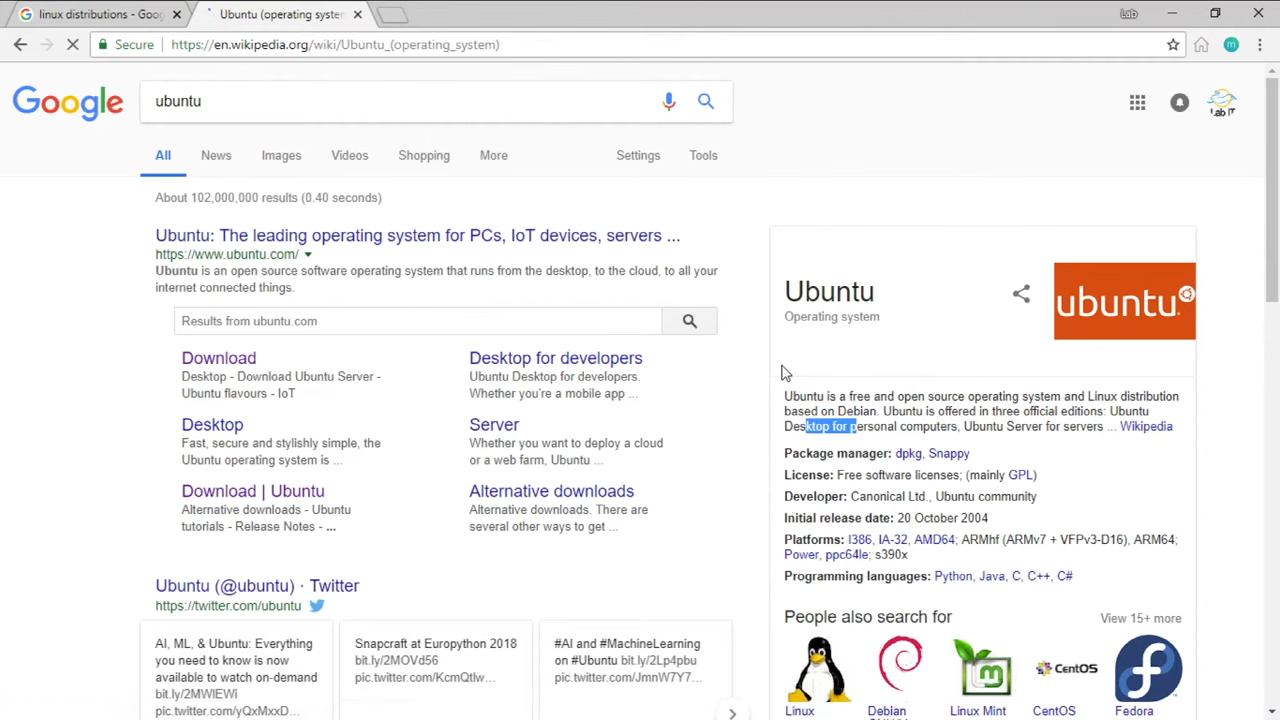 linux distributions - Goog
Ubuntu (operating system
Lab
Secure
https://en.wikipedia.org/wiki/Ubuntu_(operating_system)
m
Google
ubuntu
Lab IT
All
News
Images
Videos
Shopping
More
Settings
Tools
About 102,000,000 results (0.40 seconds)
Ubuntu: The leading operating system for PCs, IoT devices, servers ...
https://www.ubuntu.com/
Ubuntu is an open source software operating system that runs from the desktop, to the cloud, to all your
internet connected things.
Results from ubuntu.com
Download
Desktop - Download Ubuntu Server -
Ubuntu flavours - IoT
Desktop for developers
Ubuntu Desktop for developers.
Whether you're a mobile app ...
Desktop
Fast, secure and stylishly simple, the
Ubuntu operating system is ...
Server
Whether you want to deploy a cloud
or a web farm, Ubuntu ...
Download | Ubuntu
Alternative downloads - Ubuntu
tutorials - Release Notes - ...
Alternative downloads
Alternative downloads. There are
several other ways to get ...
Ubuntu (@ubuntu) · Twitter
https://twitter.com/ubuntu
AI, ML, & Ubuntu: Everything
you need to know is now
available to watch on-demand
bit.ly/2MWIEWi
pic.twitter.com/yQxMxxD...
Snapcraft at Europython 2018
bit.ly/2MOVd56
pic.twitter.com/KcmQtlw...
#AI and #MachineLearning
on #Ubuntu bit.ly/2Lp4pbu
pic.twitter.com/JmnW7Y7...
Ubuntu
Operating system
ubuntu
Ubuntu is a free and open source operating system and Linux distribution
based on Debian. Ubuntu is offered in three official editions: Ubuntu
Desktop for personal computers, Ubuntu Server for servers ... Wikipedia
Package manager: dpkg, Snappy
License: Free software licenses; (mainly GPL)
Developer: Canonical Ltd., Ubuntu community
Initial release date: 20 October 2004
Platforms: I386, IA-32, AMD64; ARMhf (ARMv7 + VFPv3-D16), ARM64;
Power, ppc64le; s390x
Programming languages: Python, Java, C, C++, C#
People also search for
View 15+ more
Linux
Debian
Linux Mint
CentOS
CentOS
Fedora